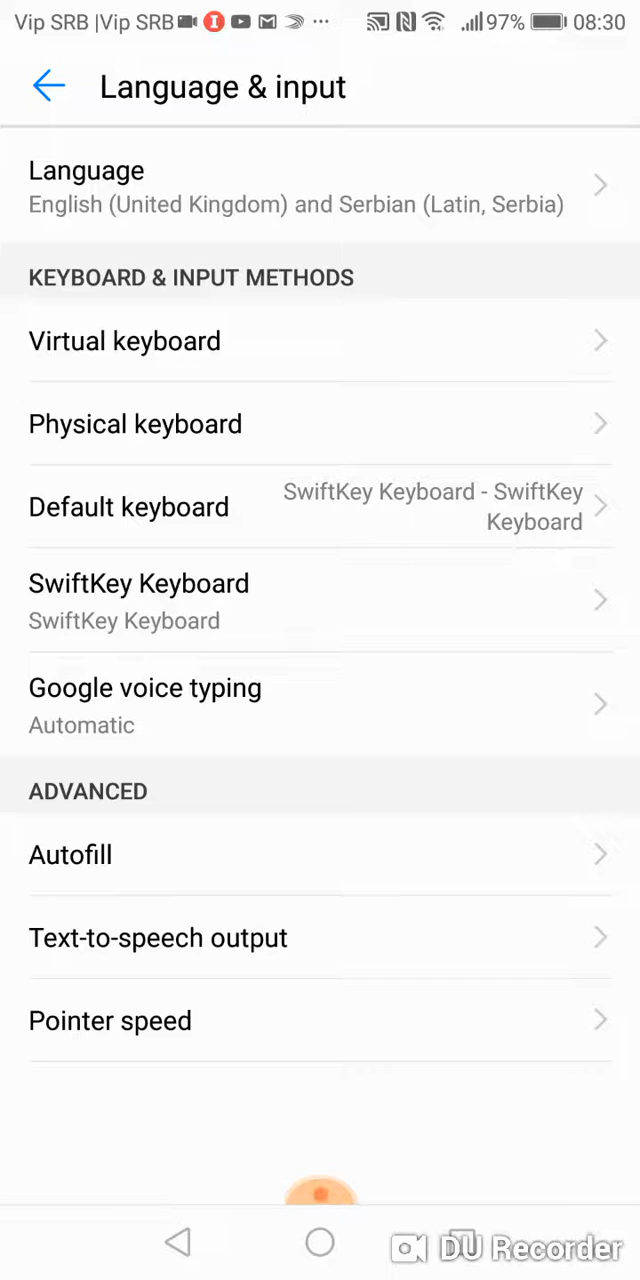 Vip SRB |Vip SRB 97% 08:30
Language & input
Language
English (United Kingdom) and Serbian (Latin, Serbia)
KEYBOARD & INPUT METHODS
Virtual keyboard
Physical keyboard
Default keyboard SwiftKey Keyboard - SwiftKey
Keyboard
SwiftKey Keyboard
SwiftKey Keyboard
Google voice typing
Automatic
ADVANCED
Autofill
Text-to-speech output
Pointer speed
DU Recorder